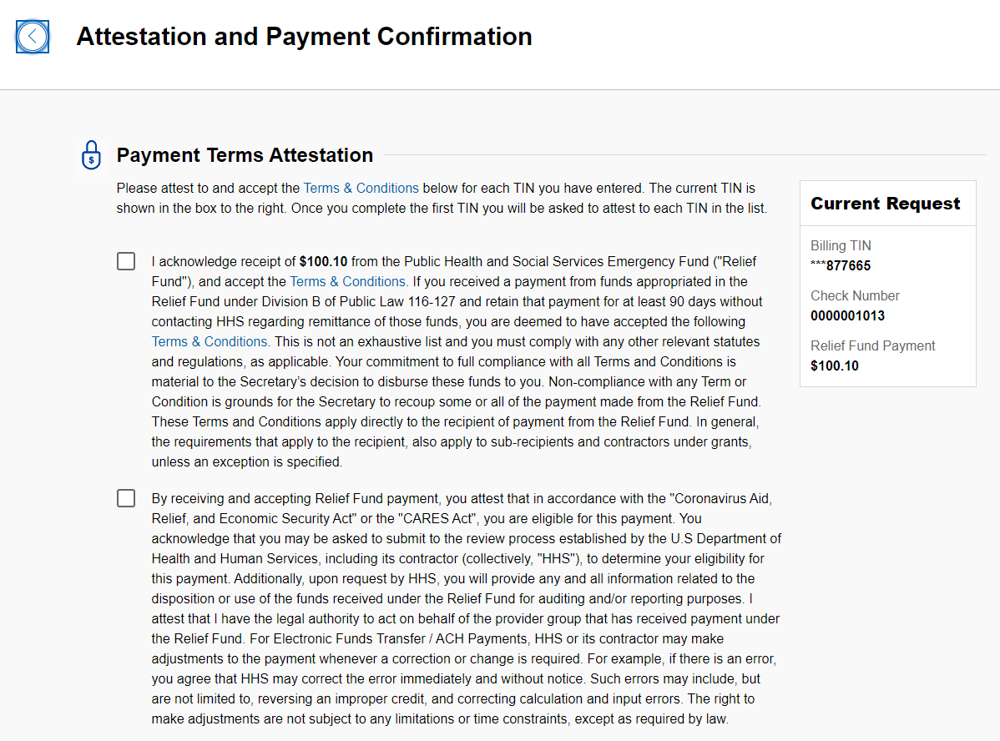 Attestation and Payment Confirmation
$
Payment Terms Attestation
Please attest to and accept the Terms & Conditions below for each TIN you have entered. The current TIN is
shown in the box to the right. Once you complete the first TIN you will be asked to attest to each TIN in the list.
I acknowledge receipt of $100.10 from the Public Health and Social Services Emergency Fund ("Relief
Fund"), and accept the Terms & Conditions. If you received a payment from funds appropriated in the
Relief Fund under Division B of Public Law 116-127 and retain that payment for at least 90 days without
contacting HHS regarding remittance of those funds, you are deemed to have accepted the following
Terms & Conditions. This is not an exhaustive list and you must comply with any other relevant statutes
and regulations, as applicable. Your commitment to full compliance with all Terms and Conditions is
material to the Secretary’s decision to disburse these funds to you. Non-compliance with any Term or
Condition is grounds for the Secretary to recoup some or all of the payment made from the Relief Fund.
These Terms and Conditions apply directly to the recipient of payment from the Relief Fund. In general,
the requirements that apply to the recipient, also apply to sub-recipients and contractors under grants,
unless an exception is specified.
By receiving and accepting Relief Fund payment, you attest that in accordance with the "Coronavirus Aid,
Relief, and Economic Security Act" or the "CARES Act", you are eligible for this payment. You
acknowledge that you may be asked to submit to the review process established by the U.S Department of
Health and Human Services, including its contractor (collectively, "HHS"), to determine your eligibility for
this payment. Additionally, upon request by HHS, you will provide any and all information related to the
disposition or use of the funds received under the Relief Fund for auditing and/or reporting purposes. I
attest that I have the legal authority to act on behalf of the provider group that has received payment under
the Relief Fund. For Electronic Funds Transfer / ACH Payments, HHS or its contractor may make
adjustments to the payment whenever a correction or change is required. For example, if there is an error,
you agree that HHS may correct the error immediately and without notice. Such errors may include, but
are not limited to, reversing an improper credit, and correcting calculation and input errors. The right to
make adjustments are not subject to any limitations or time constraints, except as required by law.
Current Request
Billing TIN
***877665
Check Number
0000001013
Relief Fund Payment
$100.10